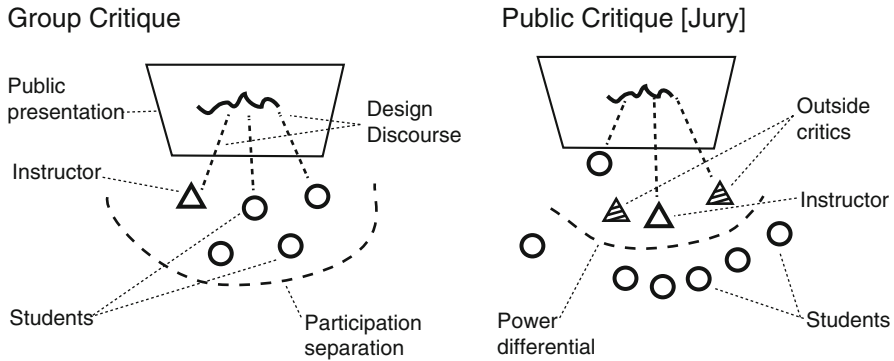 Group Critique
Public
presentation
Design
Discourse
Instructor
Students
Participation
separation
Public Critique [Jury]
Outside
critics
Instructor
Power
differential
Students